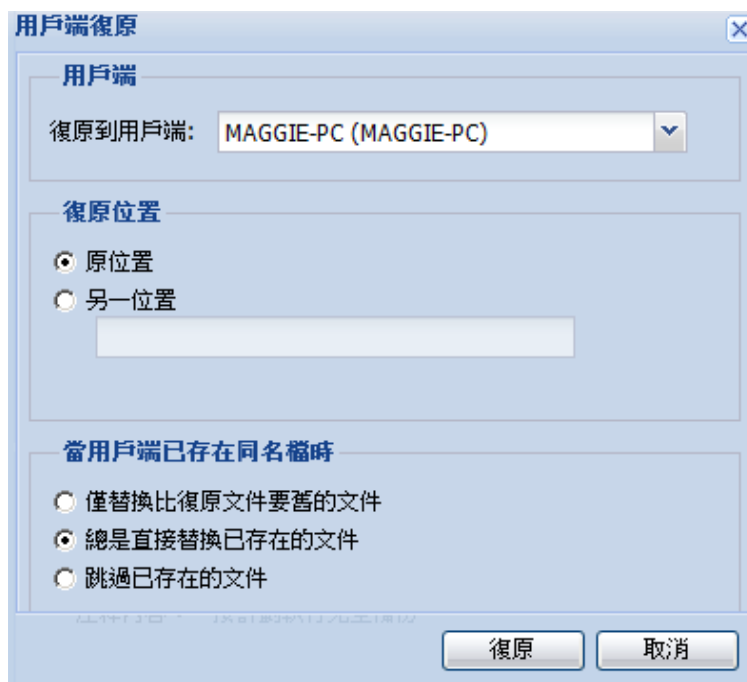 用戶端復原
用戶端
復原到用戶端: MAGGIE-PC (MAGGIE-PC)
復原位置
原位置
另一位置
當用戶端已存在同名檔時
僅替換比復原文件要舊的文件
總是直接替換已存在的文件
跳過已存在的文件
復原 取消